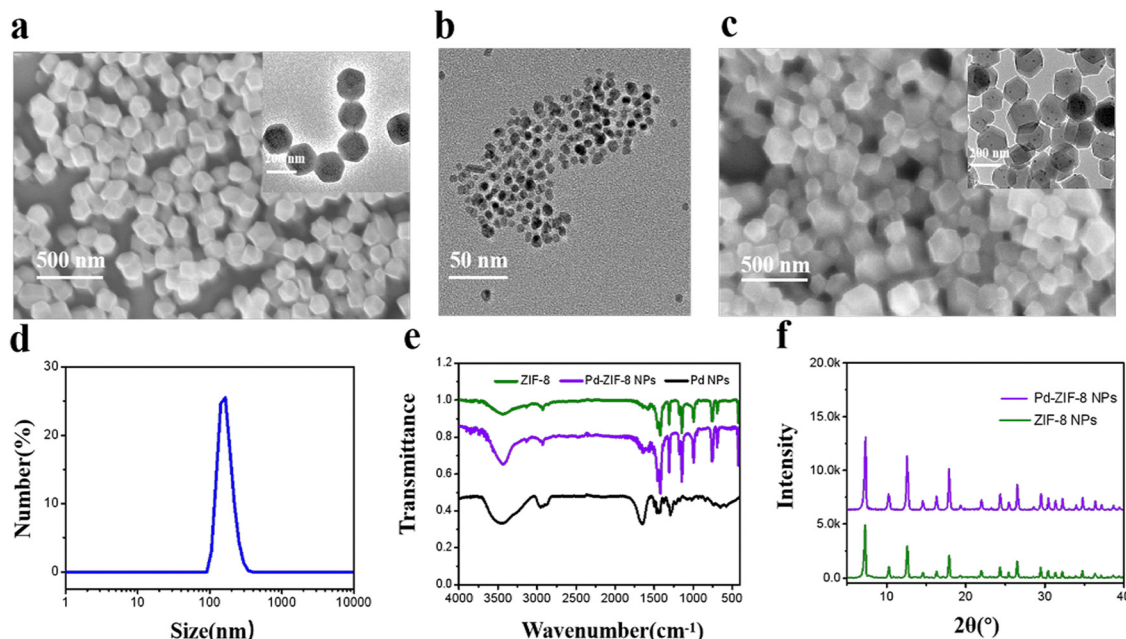 a
b
c
200 nm
500 nm
50 nm
200 nm
500 nm
d
30
20
10
0
Number(%)
1
10
100
1000
10000
Size(nm)
e
1.2
1.0
0.8
0.6
0.4
0.2
0.0
Transmittance
ZIF-8
Pd-ZIF-8 NPs
Pd NPs
4000 3500 3000 2500 2000 1500 1000 500
Wavenumber(cm⁻¹)
f
20.0k
15.0k
10.0k
5.0k
0.0
Intensity
Pd-ZIF-8 NPs
ZIF-8 NPs
10
20
30
40
2θ(°)